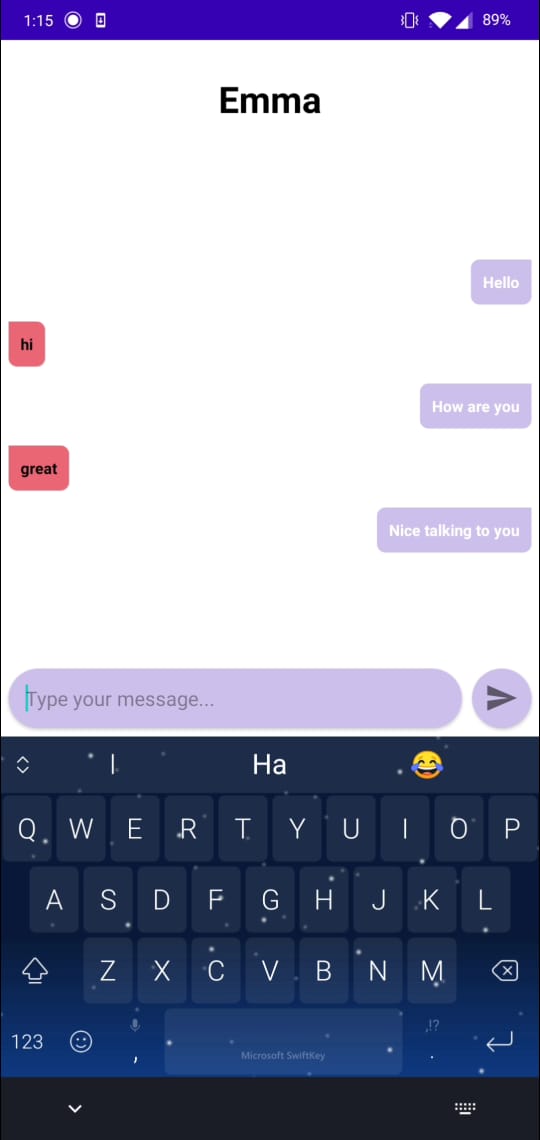 1:15 89%
Emma
Hello
hi
How are you
great
Nice talking to you
Type your message...
I Ha 😂
Q W E R T Y U I O P
A S D F G H J K L
Z X C V B N M
123 , Microsoft SwiftKey ,!? .